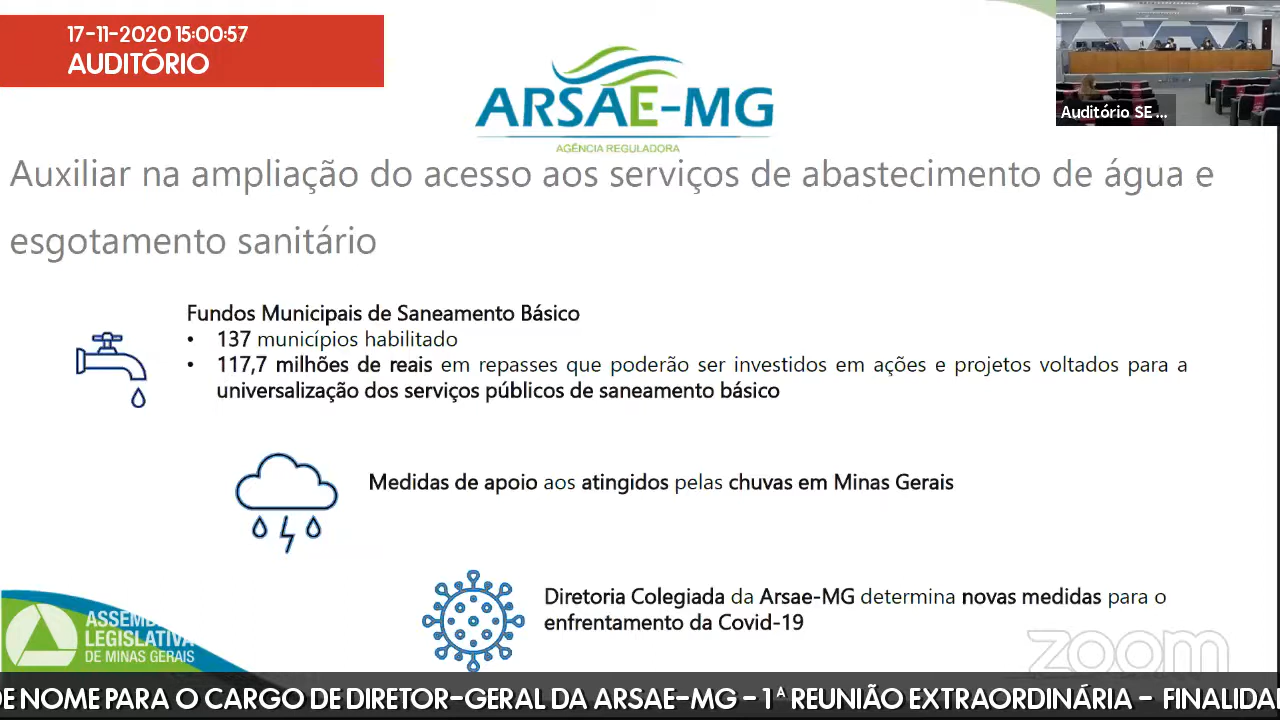 17-11-2020 15:00:57
AUDITÓRIO
ARSAE-MG
AGÊNCIA REGULADORA
Auditório SE ...
Auxiliar na ampliação do acesso aos serviços de abastecimento de água e
esgotamento sanitário
Fundos Municipais de Saneamento Básico
• 137 municípios habilitado
• 117,7 milhões de reais em repasses que poderão ser investidos em ações e projetos voltados para a
universalização dos serviços públicos de saneamento básico
Medidas de apoio aos atingidos pelas chuvas em Minas Gerais
Diretoria Colegiada da Arsae-MG determina novas medidas para o
enfrentamento da Covid-19
ASSEMBLEIA
LEGISLATIVA
DE MINAS GERAIS
zoom
DE NOME PARA O CARGO DE DIRETOR-GERAL DA ARSAE-MG - 1ª REUNIÃO EXTRAORDINÁRIA - FINALIDA